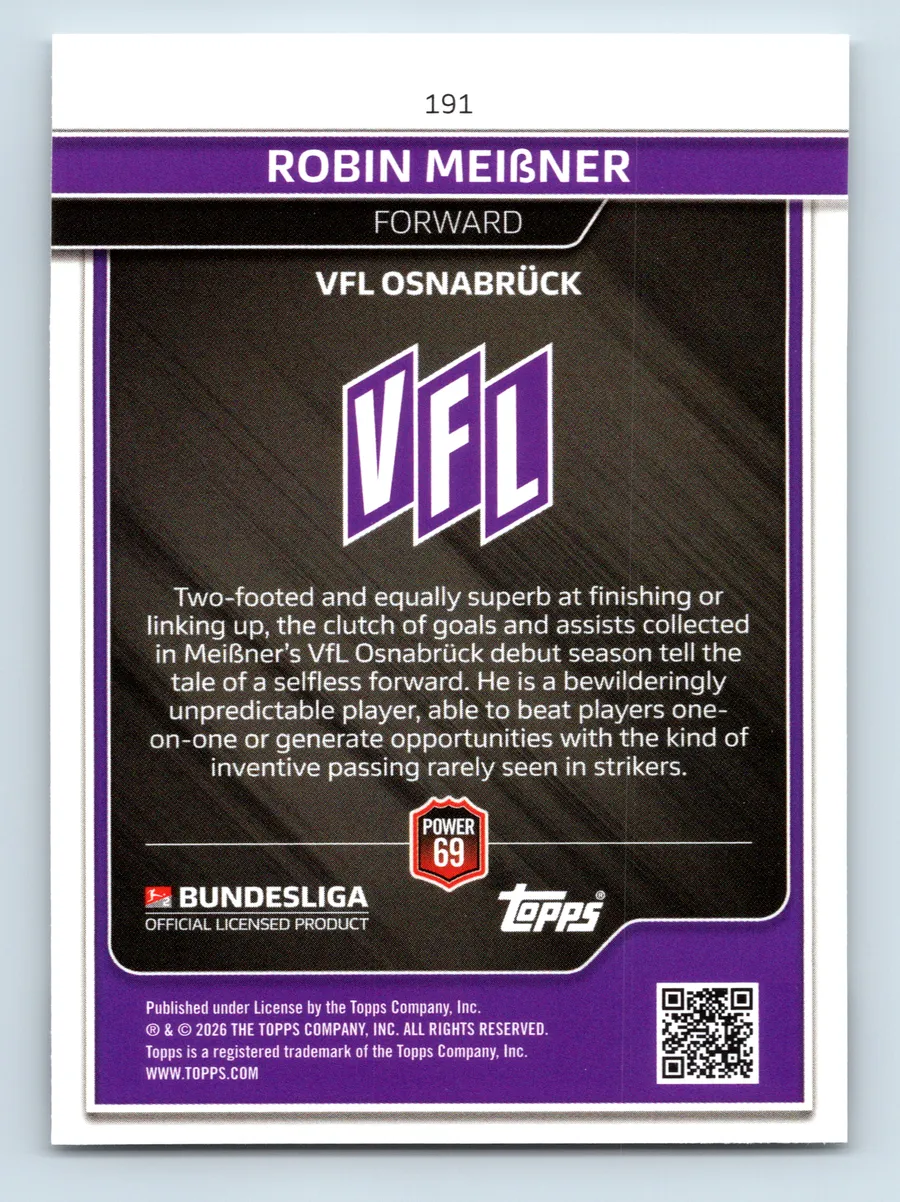 191
ROBIN MEIßNER
FORWARD
VFL OSNABRÜCK
VFL
Two-footed and equally superb at finishing or
linking up, the clutch of goals and assists collected
in Meißner's VfL Osnabrück debut season tell the
tale of a selfless forward. He is a bewilderingly
unpredictable player, able to beat players one-
on-one or generate opportunities with the kind of
inventive passing rarely seen in strikers.
POWER
69
2 BUNDESLIGA
OFFICIAL LICENSED PRODUCT
Topps®
Published under License by the Topps Company, Inc.
® & © 2026 THE TOPPS COMPANY, INC. ALL RIGHTS RESERVED.
Topps is a registered trademark of the Topps Company, Inc.
WWW.TOPPS.COM